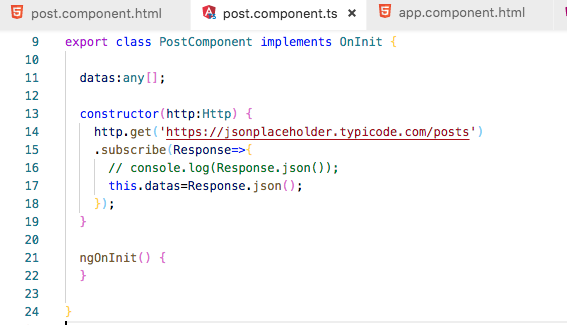 post.component.html post.component.ts × app.component.html
9 export class PostComponent implements OnInit {
10
11 datas:any[];
12
13 constructor(http:Http) {
14 http.get('https://jsonplaceholder.typicode.com/posts')
15 .subscribe(Response=>{
16 // console.log(Response.json());
17 this.datas=Response.json();
18 });
19 }
20
21 ngOnInit() {
22 }
23
24 }